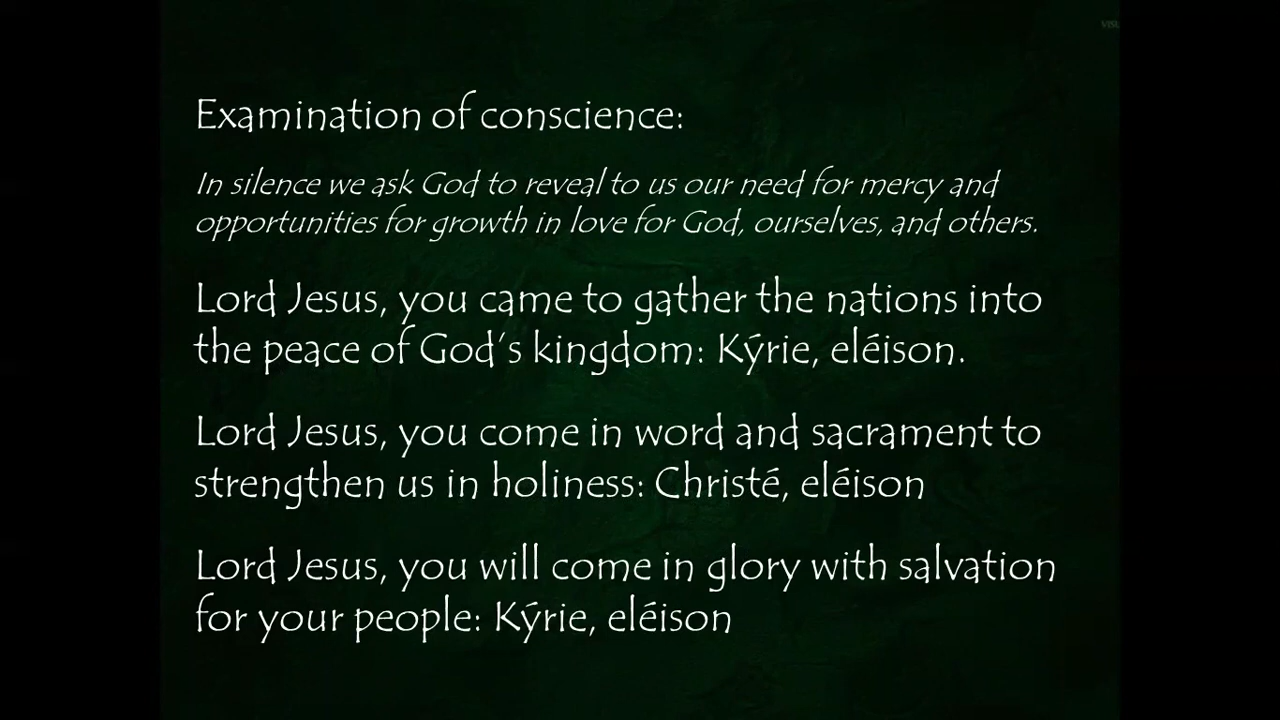 Examination of conscience:
In silence we ask God to reveal to us our need for mercy and
opportunities for growth in love for God, ourselves, and others.
Lord Jesus, you came to gather the nations into
the peace of God's kingdom: Kýrie, eléison.
Lord Jesus, you come in word and sacrament to
strengthen us in holiness: Christé, eléison
Lord Jesus, you will come in glory with salvation
for your people: Kýrie, eléison